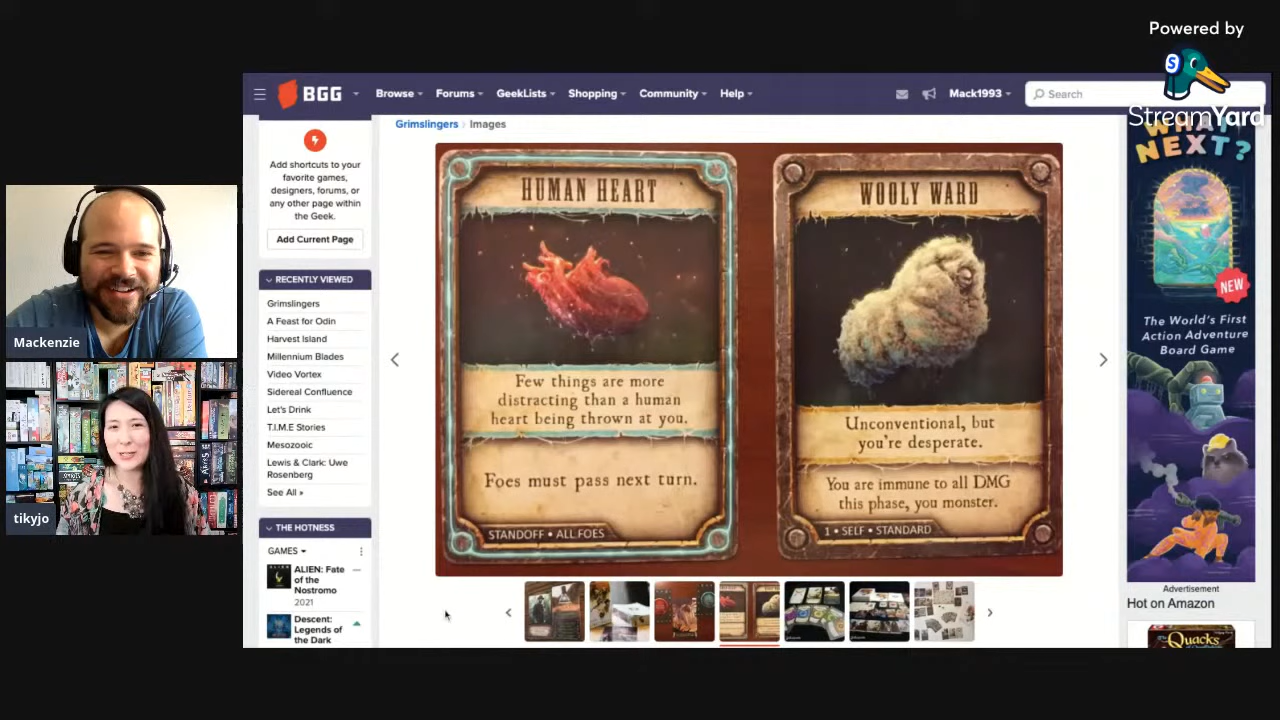 Powered by
StreamYard
BGG
Browse
Forums
GeekLists
Shopping
Community
Help
Mack1993
Search
Grimslingers
Images
Add shortcuts to your
favorite games,
designers, forums, or
any other page within
the Geek.
Add Current Page
RECENTLY VIEWED
Grimslingers
A Feast for Odin
Harvest Island
Millennium Blades
Video Vortex
Sidereal Confluence
Let's Drink
T.I.M.E Stories
Mesozooic
Lewis & Clark: Uwe
Rosenberg
See All »
THE HOTNESS
GAMES
ALIEN: Fate
of the
Nostromo
2021
Descent:
Legends of
the Dark
HUMAN HEART
Few things are more
distracting than a human
heart being thrown at you.
Foes must pass next turn.
STANDOFF • ALL FOES
WOOLY WARD
Unconventional, but
you're desperate.
You are immune to all DMG
this phase, you monster.
1 • SELF • STANDARD
WHAT
NEXT?
NEW
The World's First
Action Adventure
Board Game
Advertisement
Hot on Amazon
Quacks
Mackenzie
tikyjo